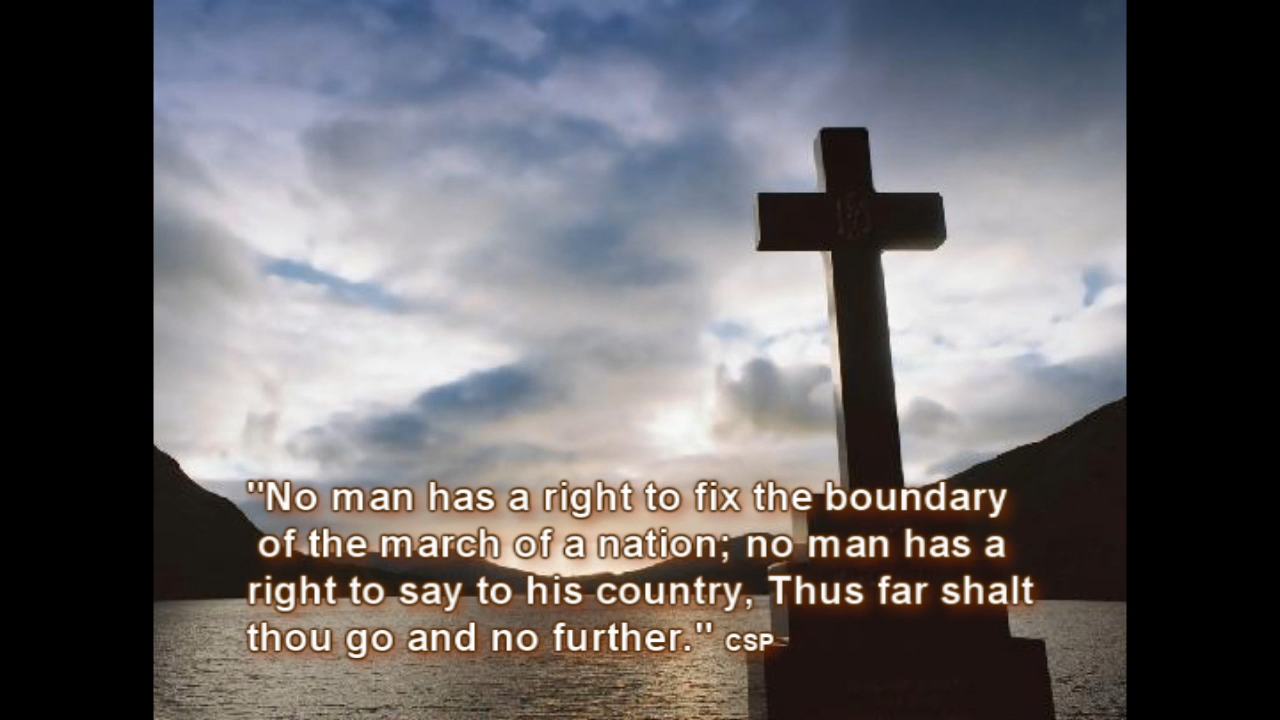 "No man has a right to fix the boundary
of the march of a nation; no man has a
right to say to his country, Thus far shalt
thou go and no further." CSP